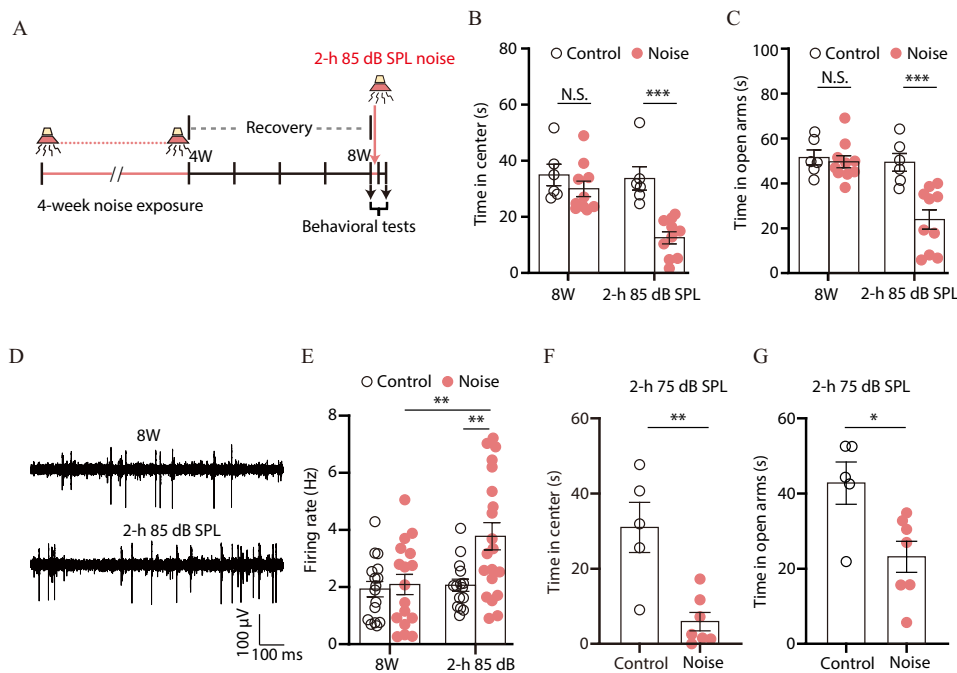 A
2-h 85 dB SPL noise
Recovery
4W
8W
4-week noise exposure
Behavioral tests
B
Control Noise
N.S.
***
Time in center (s)
80
60
40
20
0
8W 2-h 85 dB SPL
C
Control Noise
N.S.
***
Time in open arms (s)
100
80
60
40
20
0
8W 2-h 85 dB SPL
D
8W
2-h 85 dB SPL
100 µV
100 ms
E
Control Noise
**
**
Firing rate (Hz)
8
6
4
2
0
8W 2-h 85 dB
F
2-h 75 dB SPL
**
Time in center (s)
60
40
20
0
Control Noise
G
2-h 75 dB SPL
*
Time in open arms (s)
60
40
20
0
Control Noise